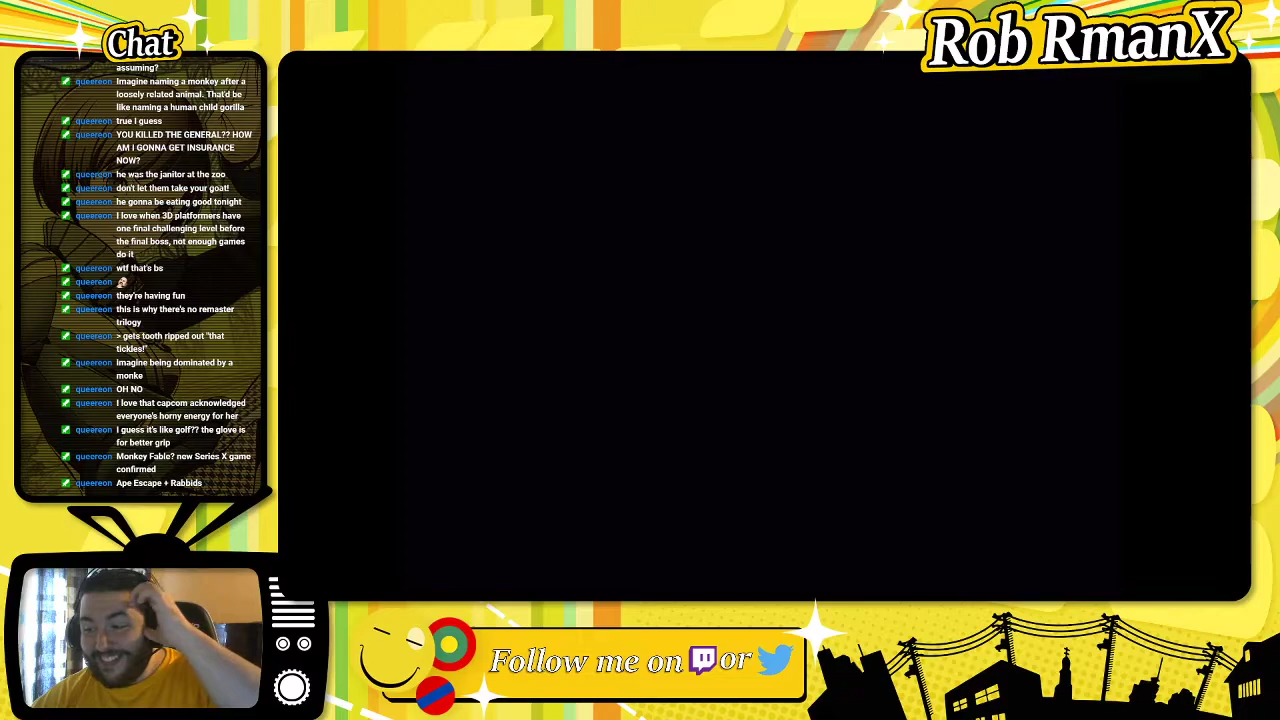 Chat
Rob RmanX
assuming?
queereon Imagine naming a monkey after a
loosely related animal. That'd be
like naming a human child gorilla
queereon true I guess
queereon YOU KILLED THE GENERAL?? HOW
AM I GONNA GET INSURANCE
NOW?
queereon he was the janitor at the zoo
queereon don't let them take your goat!
queereon he gonna be eating good tonight
queereon I love when 3D platformers have
one final challenging level before
the final boss, not enough games
do it
queereon wtf that's bs
queereon
queereon they're having fun
queereon this is why there's no remaster
trilogy
queereon > gets tooth ripped out "that
tickles!"
queereon Imagine being dominated by a
monke
queereon OH NO
queereon I love that capcom acknowledged
everyone's horny energy for her
queereon I guess it's like golf?? the glove is
for better grip
queereon Monkey Fable? new Series X game
confirmed
queereon Ape Escape + Rabbids
Follow me on or